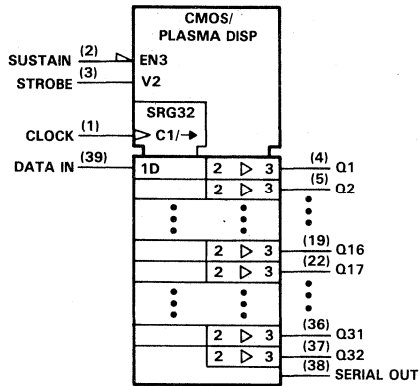 CMOS/
PLASMA DISP
SUSTAIN (2) EN3
STROBE (3) V2
SRG32
CLOCK (1) C1/→
DATA IN (39) 1D 2 ▷ 3 (4) Q1
2 ▷ 3 (5) Q2
2 ▷ 3 (19) Q16
2 ▷ 3 (22) Q17
2 ▷ 3 (36) Q31
2 ▷ 3 (37) Q32
(38) SERIAL OUT